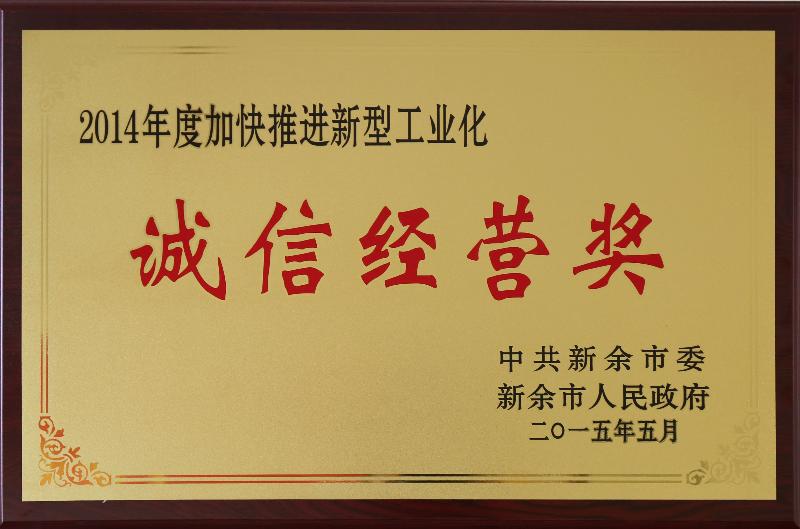 2014年度加快推进新型工业化
诚信经营奖
中共新余市委
新余市人民政府
二〇一五年五月